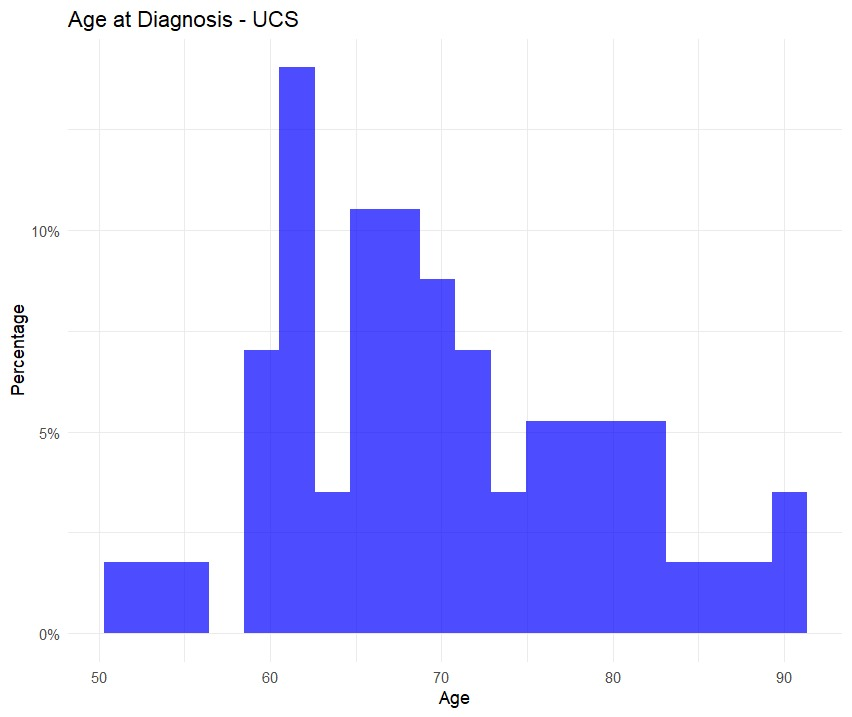 Age at Diagnosis - UCS
Percentage
10%
5%
0%
50 60 70 80 90
Age